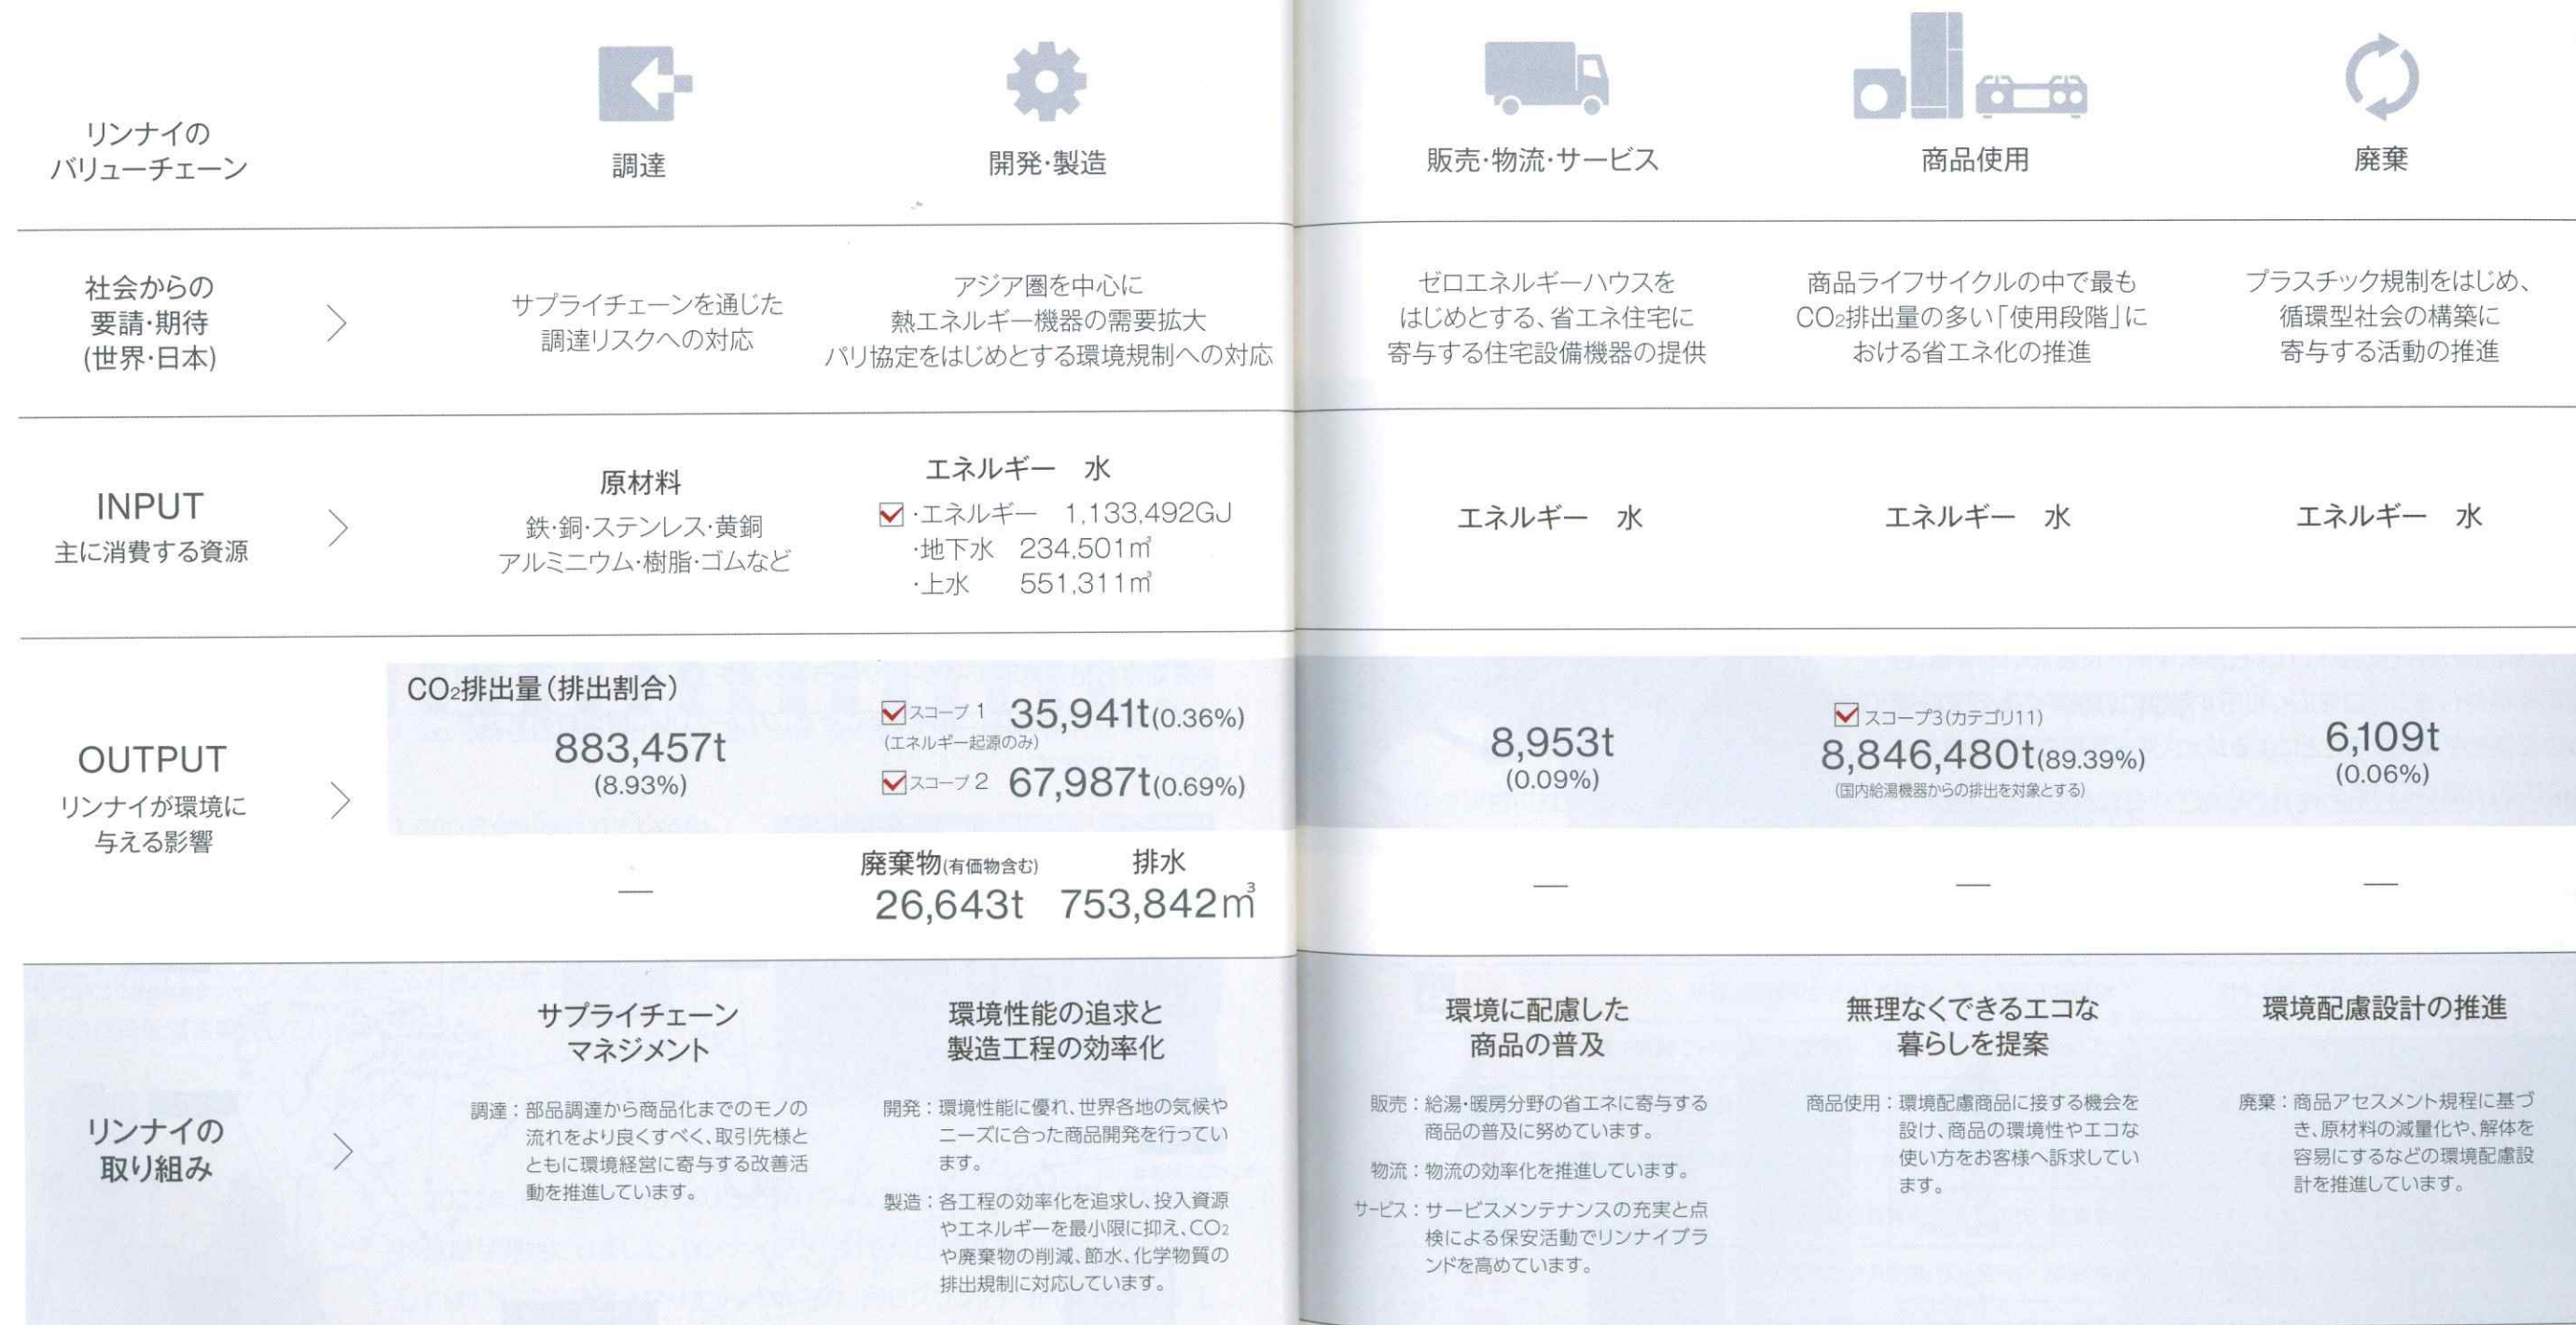 リンナイの
バリューチェーン
調達
開発・製造
販売・物流・サービス
商品使用
廃棄
社会からの
要請・期待
(世界・日本)
サプライチェーンを通じた
調達リスクへの対応
アジア圏を中心に
熱エネルギー機器の需要拡大
パリ協定をはじめとする環境規制への対応
ゼロエネルギーハウスを
はじめとする、省エネ住宅に
寄与する住宅設備機器の提供
商品ライフサイクルの中で最も
CO₂排出量の多い「使用段階」に
おける省エネ化の推進
プラスチック規制をはじめ、
循環型社会の構築に
寄与する活動の推進
INPUT
主に消費する資源
原材料
鉄・銅・ステンレス・黄銅
アルミニウム・樹脂・ゴムなど
エネルギー 水
・エネルギー 1,133,492GJ
・地下水 234,501㎥
・上水 551,311㎥
エネルギー 水
エネルギー 水
エネルギー 水
OUTPUT
リンナイが環境に
与える影響
CO₂排出量(排出割合)
883,457t
(8.93%)
スコープ 1 35,941t(0.36%)
(エネルギー起源のみ)
スコープ 2 67,987t(0.69%)
8,953t
(0.09%)
スコープ3(カテゴリ11)
8,846,480t(89.39%)
(国内給湯機器からの排出を対象とする)
6,109t
(0.06%)
—
廃棄物(有価物含む) 排水
26,643t 753,842㎥
—
—
—
リンナイの
取り組み
サプライチェーン
マネジメント
調達:部品調達から商品化までのモノの
流れをより良くすべく、取引先様と
ともに環境経営に寄与する改善活
動を推進しています。
環境性能の追求と
製造工程の効率化
開発:環境性能に優れ、世界各地の気候や
ニーズに合った商品開発を行ってい
ます。
製造:各工程の効率化を追求し、投入資源
やエネルギーを最小限に抑え、CO₂
や廃棄物の削減、節水、化学物質の
排出規制に対応しています。
環境に配慮した
商品の普及
販売:給湯・暖房分野の省エネに寄与する
商品の普及に努めています。
物流:物流の効率化を推進しています。
サービス:サービスメンテナンスの充実と点
検による保安活動でリンナイブラ
ンドを高めています。
無理なくできるエコな
暮らしを提案
商品使用:環境配慮商品に接する機会を
設け、商品の環境性やエコな
使い方をお客様へ訴求してい
ます。
環境配慮設計の推進
廃棄:商品アセスメント規程に基づ
き、原材料の減量化や、解体を
容易にするなどの環境配慮設
計を推進しています。